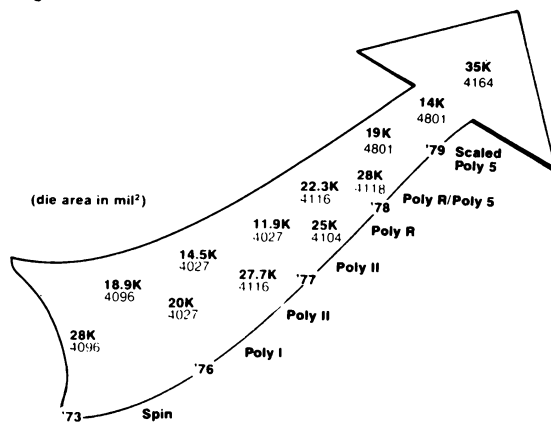 35K
4164
14K
4801
19K
4801
'79 Scaled
Poly 5
28K
4118
22.3K
4116
'78 Poly R/Poly 5
(die area in mil²)
11.9K
4027
25K
4104
Poly R
14.5K
4027
27.7K
4116
'77 Poly II
18.9K
4096
20K
4027
Poly II
28K
4096
Poly I
'76
'73 Spin